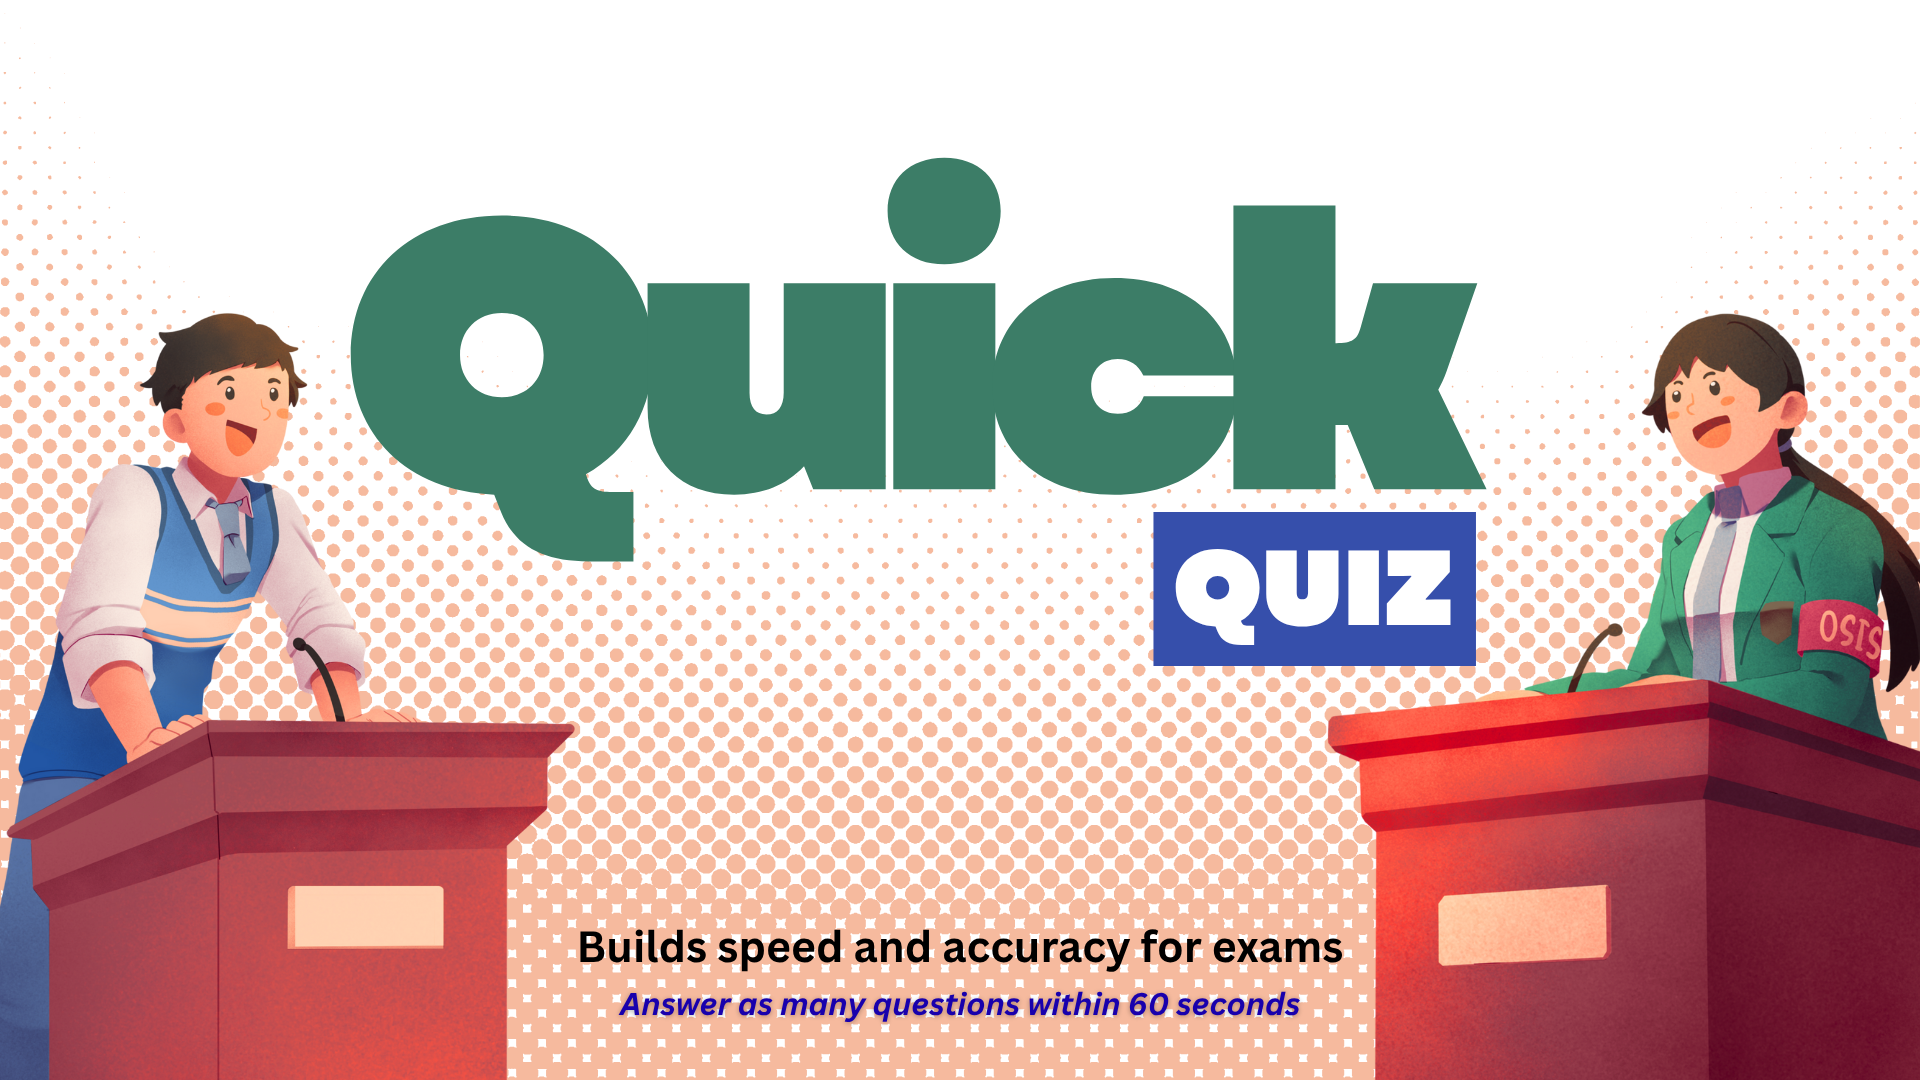 Quick
QUIZ
OSIS
Builds speed and accuracy for exams
Answer as many questions within 60 seconds